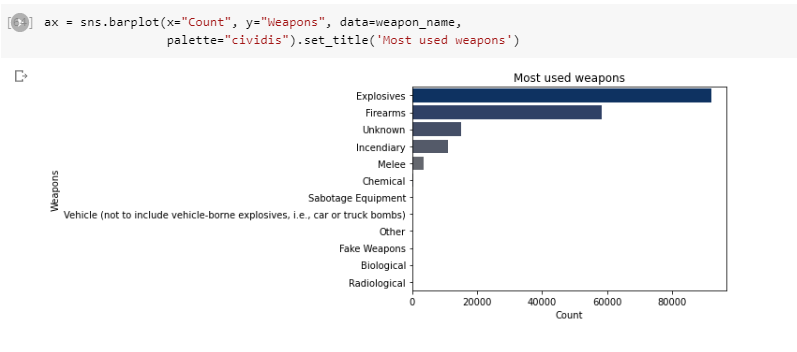 [64] ax = sns.barplot(x="Count", y="Weapons", data=weapon_name,
palette="cividis").set_title('Most used weapons')
Most used weapons
Explosives
Firearms
Unknown
Incendiary
Melee
Chemical
Sabotage Equipment
Vehicle (not to include vehicle-borne explosives, i.e., car or truck bombs)
Other
Fake Weapons
Biological
Radiological
Weapons
0 20000 40000 60000 80000
Count